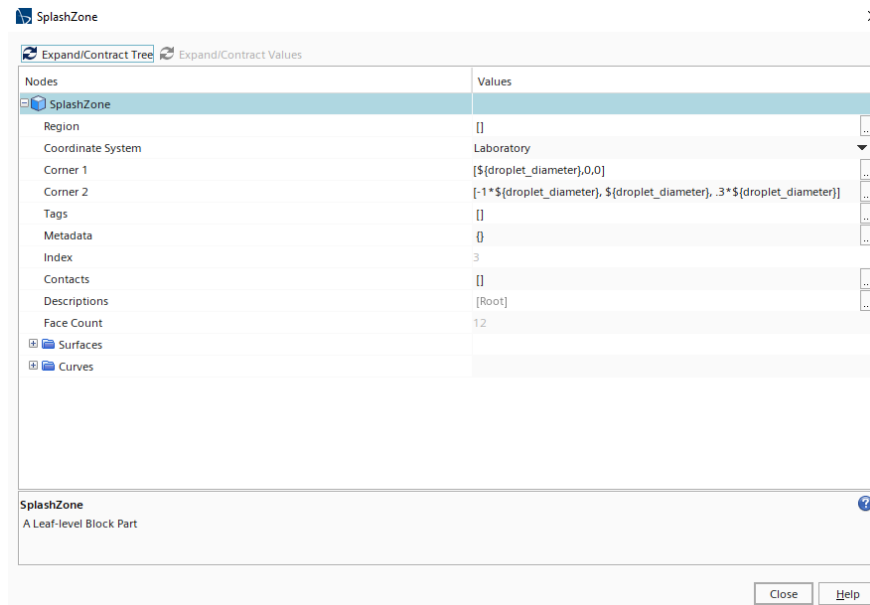 SplashZone
Expand/Contract Tree Expand/Contract Values
Nodes Values
SplashZone
Region []
Coordinate System Laboratory
Corner 1 [${droplet_diameter},0,0]
Corner 2 [-1*${droplet_diameter}, ${droplet_diameter}, .3*${droplet_diameter}]
Tags []
Metadata {}
Index 3
Contacts []
Descriptions [Root]
Face Count 12
Surfaces
Curves
SplashZone
A Leaf-level Block Part
Close Help